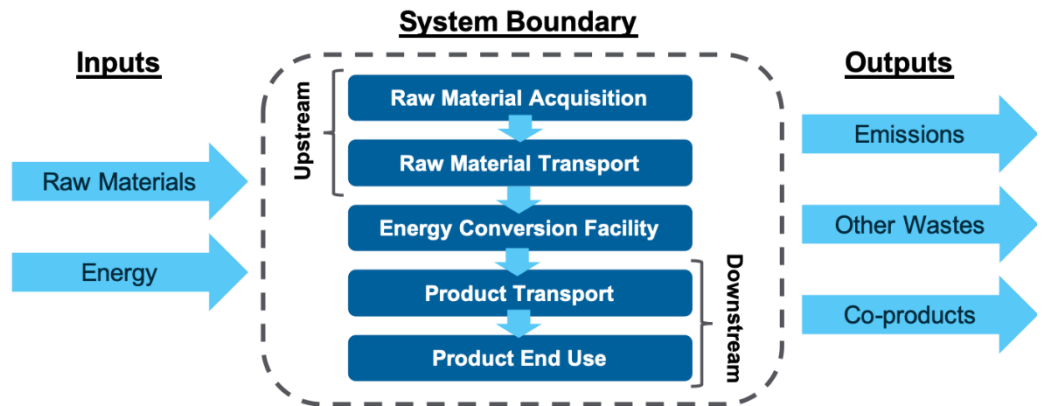 System Boundary
Inputs
Outputs
Upstream
Raw Material Acquisition
Raw Material Transport
Energy Conversion Facility
Product Transport
Product End Use
Downstream
Raw Materials
Energy
Emissions
Other Wastes
Co-products